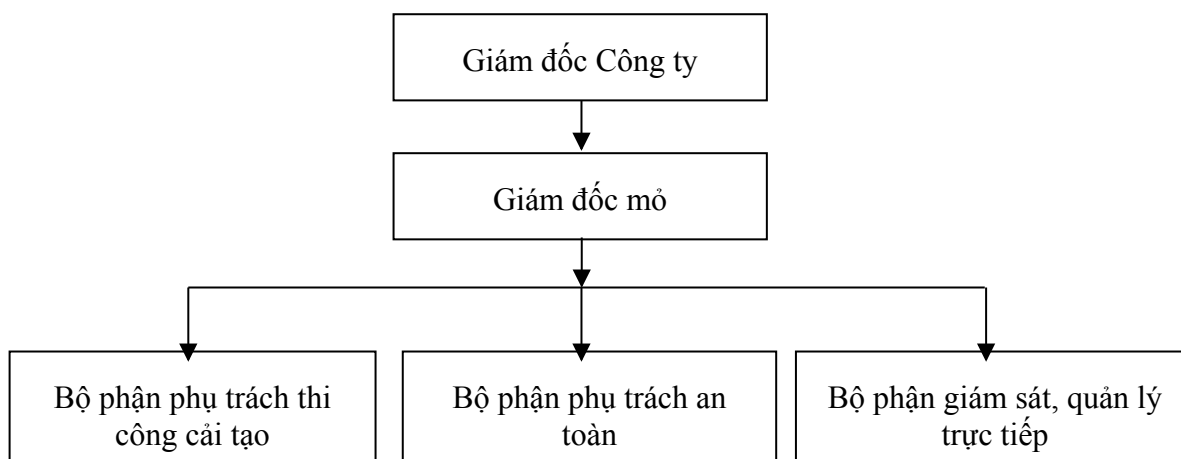 Giám đốc Công ty
Giám đốc mỏ
Bộ phận phụ trách thi
công cải tạo
Bộ phận phụ trách an
toàn
Bộ phận giám sát, quản lý
trực tiếp